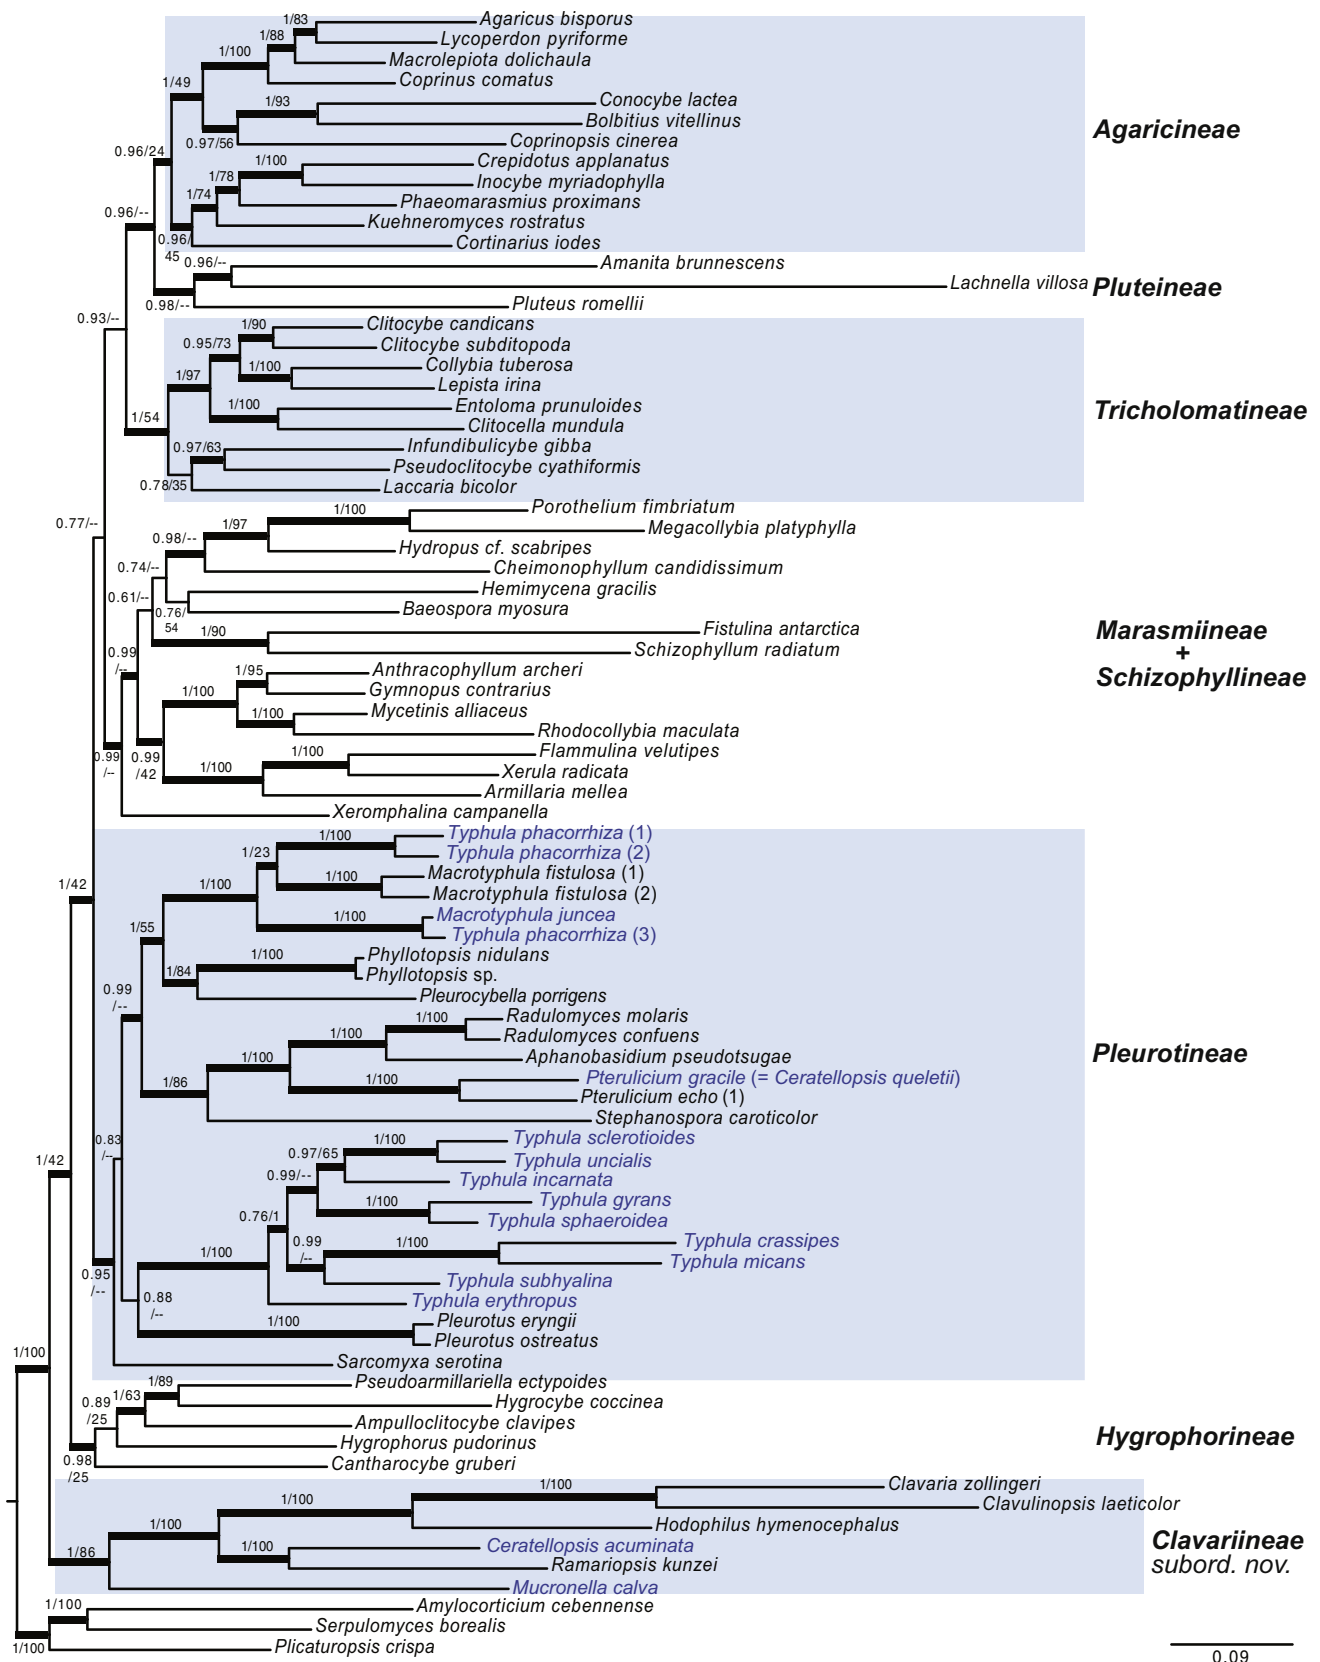 1/83
Agaricus bisporus
1/88
Lycoperdon pyriforme
1/100
Macrolepiota dolichaula
Coprinus comatus
1/49
1/93
Conocybe lactea
Bolbitius vitellinus
0.97/56
Coprinopsis cinerea
Agaricineae
0.96/24
1/100
Crepidotus applanatus
1/78
Inocybe myriadophylla
1/74
Phaeomarasmius proximans
0.96/--
Kuehneromyces rostratus
0.96/
45
Cortinarius iodes
0.96/--
Amanita brunnescens
Lachnella villosa
Pluteineae
0.98/--
Pluteus romellii
0.93/--
1/90
Clitocybe candicans
0.95/73
Clitocybe subditopoda
1/100
Collybia tuberosa
1/97
Lepista irina
1/100
Entoloma prunuloides
Tricholomatineae
1/54
Clitocella mundula
0.97/63
Infundibulicybe gibba
Pseudoclitocybe cyathiformis
0.78/35
Laccaria bicolor
0.77/--
1/100
Porothelium fimbriatum
1/97
Megacollybia platyphylla
0.98/--
Hydropus cf. scabripes
0.74/--
Cheimonophyllum candidissimum
0.61/--
Hemimycena gracilis
0.76/
54
Baeospora myosura
1/90
Fistulina antarctica
Schizophyllum radiatum
Marasmiineae
+
Schizophyllineae
0.99
/--
1/95
Anthracophyllum archeri
1/100
Gymnopus contrarius
1/100
Mycetinis alliaceus
Rhodocollybia maculata
0.99
/--
0.99
/42
1/100
Flammulina velutipes
1/100
Xerula radicata
Armillaria mellea
Xeromphalina campanella
1/100
Typhula phacorrhiza (1)
1/23
Typhula phacorrhiza (2)
1/42
1/100
1/100
Macrotyphula fistulosa (1)
Macrotyphula fistulosa (2)
1/100
Macrotyphula juncea
1/55
Typhula phacorrhiza (3)
1/100
Phyllotopsis nidulans
1/84
Phyllotopsis sp.
0.99
/--
Pleurocybella porrigens
1/100
Radulomyces molaris
1/100
Radulomyces confuens
1/100
Aphanobasidium pseudotsugae
Pleurotineae
1/86
1/100
Pterulicium gracile (= Ceratellopsis queletii)
Pterulicium echo (1)
Stephanospora caroticolor
0.83
/--
1/42
1/100
Typhula sclerotioides
0.97/65
Typhula uncialis
0.99/--
Typhula incarnata
1/100
Typhula gyrans
0.76/1
Typhula sphaeroidea
1/100
0.99
/--
1/100
Typhula crassipes
Typhula micans
0.95
/--
Typhula subhyalina
0.88
/--
Typhula erythropus
1/100
Pleurotus eryngii
Pleurotus ostreatus
1/100
Sarcomyxa serotina
1/89
Pseudoarmillariella ectypoides
1/63
Hygrocybe coccinea
0.89
/25
Ampulloclitocybe clavipes
Hygrophorus pudorinus
Hygrophorineae
0.98
/25
Cantharocybe gruberi
1/100
Clavaria zollingeri
1/100
Clavulinopsis laeticolor
1/100
Hodophilus hymenocephalus
1/100
Ceratellopsis acuminata
Clavariineae
subord. nov.
1/86
Ramariopsis kunzei
Mucronella calva
1/100
Amylocorticium cebennense
Serpulomyces borealis
1/100
Plicaturopsis crispa
0.09